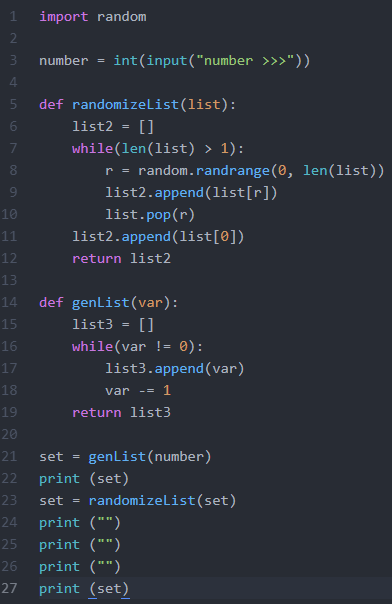 1 import random
2
3 number = int(input("number >>>"))
4
5 def randomizeList(list):
6     list2 = []
7     while(len(list) > 1):
8         r = random.randrange(0, len(list))
9         list2.append(list[r])
10         list.pop(r)
11     list2.append(list[0])
12     return list2
13
14 def genList(var):
15     list3 = []
16     while(var != 0):
17         list3.append(var)
18         var -= 1
19     return list3
20
21 set = genList(number)
22 print (set)
23 set = randomizeList(set)
24 print ("")
25 print ("")
26 print ("")
27 print (set)